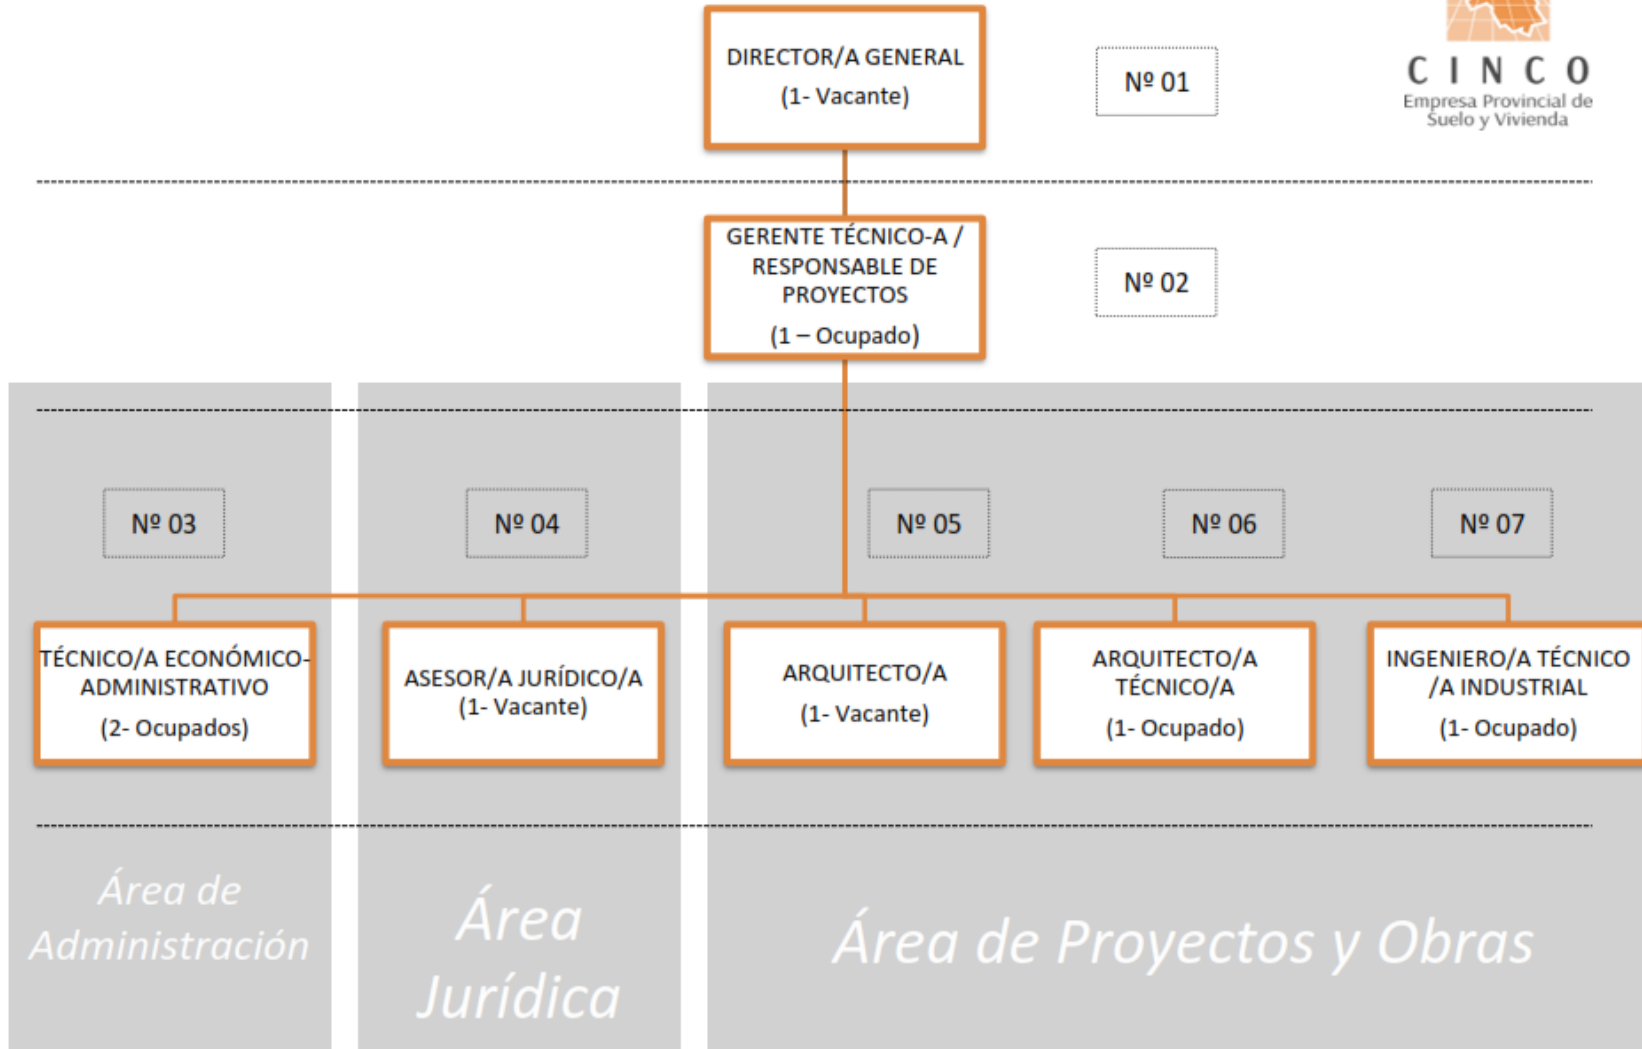 DIRECTOR/A GENERAL
(1- Vacante)
Nº 01
C I N C O
Empresa Provincial de
Suelo y Vivienda
GERENTE TÉCNICO-A /
RESPONSABLE DE
PROYECTOS
(1 – Ocupado)
Nº 02
Nº 03
Nº 04
Nº 05
Nº 06
Nº 07
TÉCNICO/A ECONÓMICO-
ADMINISTRATIVO
(2- Ocupados)
ASESOR/A JURÍDICO/A
(1- Vacante)
ARQUITECTO/A
(1- Vacante)
ARQUITECTO/A
TÉCNICO/A
(1- Ocupado)
INGENIERO/A TÉCNICO
/A INDUSTRIAL
(1- Ocupado)
Área de
Administración
Área
Jurídica
Área de Proyectos y Obras